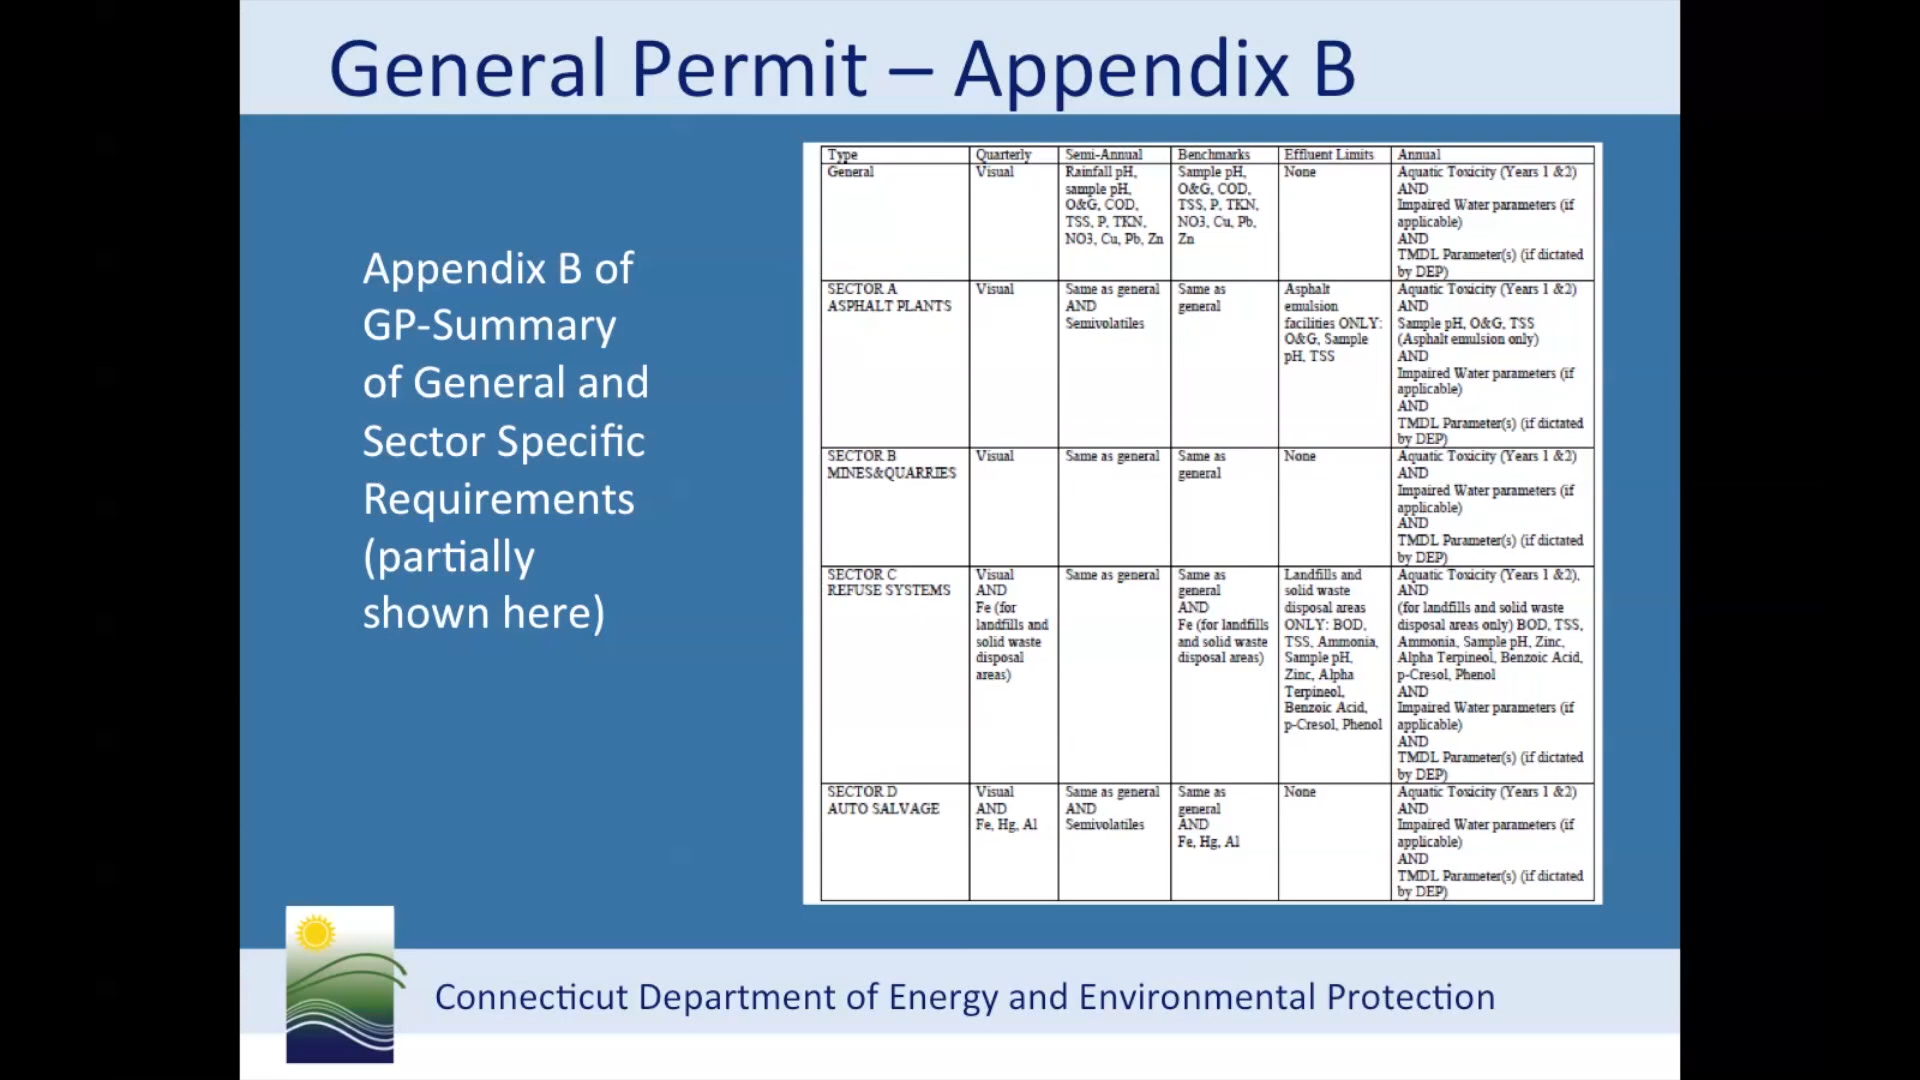 General Permit – Appendix B
Appendix B of
GP-Summary
of General and
Sector Specific
Requirements
(partially
shown here)
Type
Quarterly
Semi-Annual
Benchmarks
Effluent Limits
Annual
General
Visual
Rainfall pH,
sample pH,
O&G, COD,
TSS, P, TKN,
NO3, Cu, Pb, Zn
Sample pH,
O&G, COD,
TSS, P, TKN,
NO3, Cu, Pb,
Zn
None
Aquatic Toxicity (Years 1 &2)
AND
Impaired Water parameters (if
applicable)
AND
TMDL Parameter(s) (if dictated
by DEP)
SECTOR A
ASPHALT PLANTS
Visual
Same as general
AND
Semivolatiles
Same as
general
Asphalt
emulsion
facilities ONLY:
O&G, Sample
pH, TSS
Aquatic Toxicity (Years 1 &2)
AND
Sample pH, O&G, TSS
(Asphalt emulsion only)
AND
Impaired Water parameters (if
applicable)
AND
TMDL Parameter(s) (if dictated
by DEP)
SECTOR B
MINES&QUARRIES
Visual
Same as general
Same as
general
None
Aquatic Toxicity (Years 1 &2)
AND
Impaired Water parameters (if
applicable)
AND
TMDL Parameter(s) (if dictated
by DEP)
SECTOR C
REFUSE SYSTEMS
Visual
AND
Fe (for
landfills and
solid waste
disposal
areas)
Same as general
Same as
general
AND
Fe (for landfills
and solid waste
disposal areas)
Landfills and
solid waste
disposal areas
ONLY: BOD,
TSS, Ammonia,
Sample pH,
Zinc, Alpha
Terpineol,
Benzoic Acid,
p-Cresol, Phenol
Aquatic Toxicity (Years 1 &2),
AND
(for landfills and solid waste
disposal areas only) BOD, TSS,
Ammonia, Sample pH, Zinc,
Alpha Terpineol, Benzoic Acid,
p-Cresol, Phenol
AND
Impaired Water parameters (if
applicable)
AND
TMDL Parameter(s) (if dictated
by DEP)
SECTOR D
AUTO SALVAGE
Visual
AND
Fe, Hg, Al
Same as general
AND
Semivolatiles
Same as
general
AND
Fe, Hg, Al
None
Aquatic Toxicity (Years 1 &2)
AND
Impaired Water parameters (if
applicable)
AND
TMDL Parameter(s) (if dictated
by DEP)
Connecticut Department of Energy and Environmental Protection